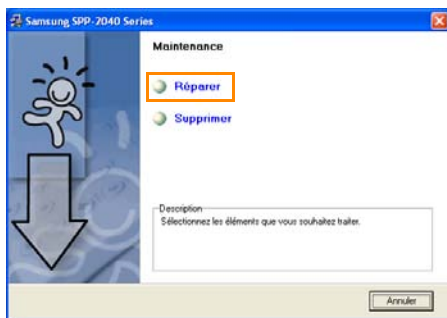 Samsung SPP-2040 Series
Maintenance
Réparer
Supprimer
Description
Sélectionnez les éléments que vous souhaitez traiter.
Annuler